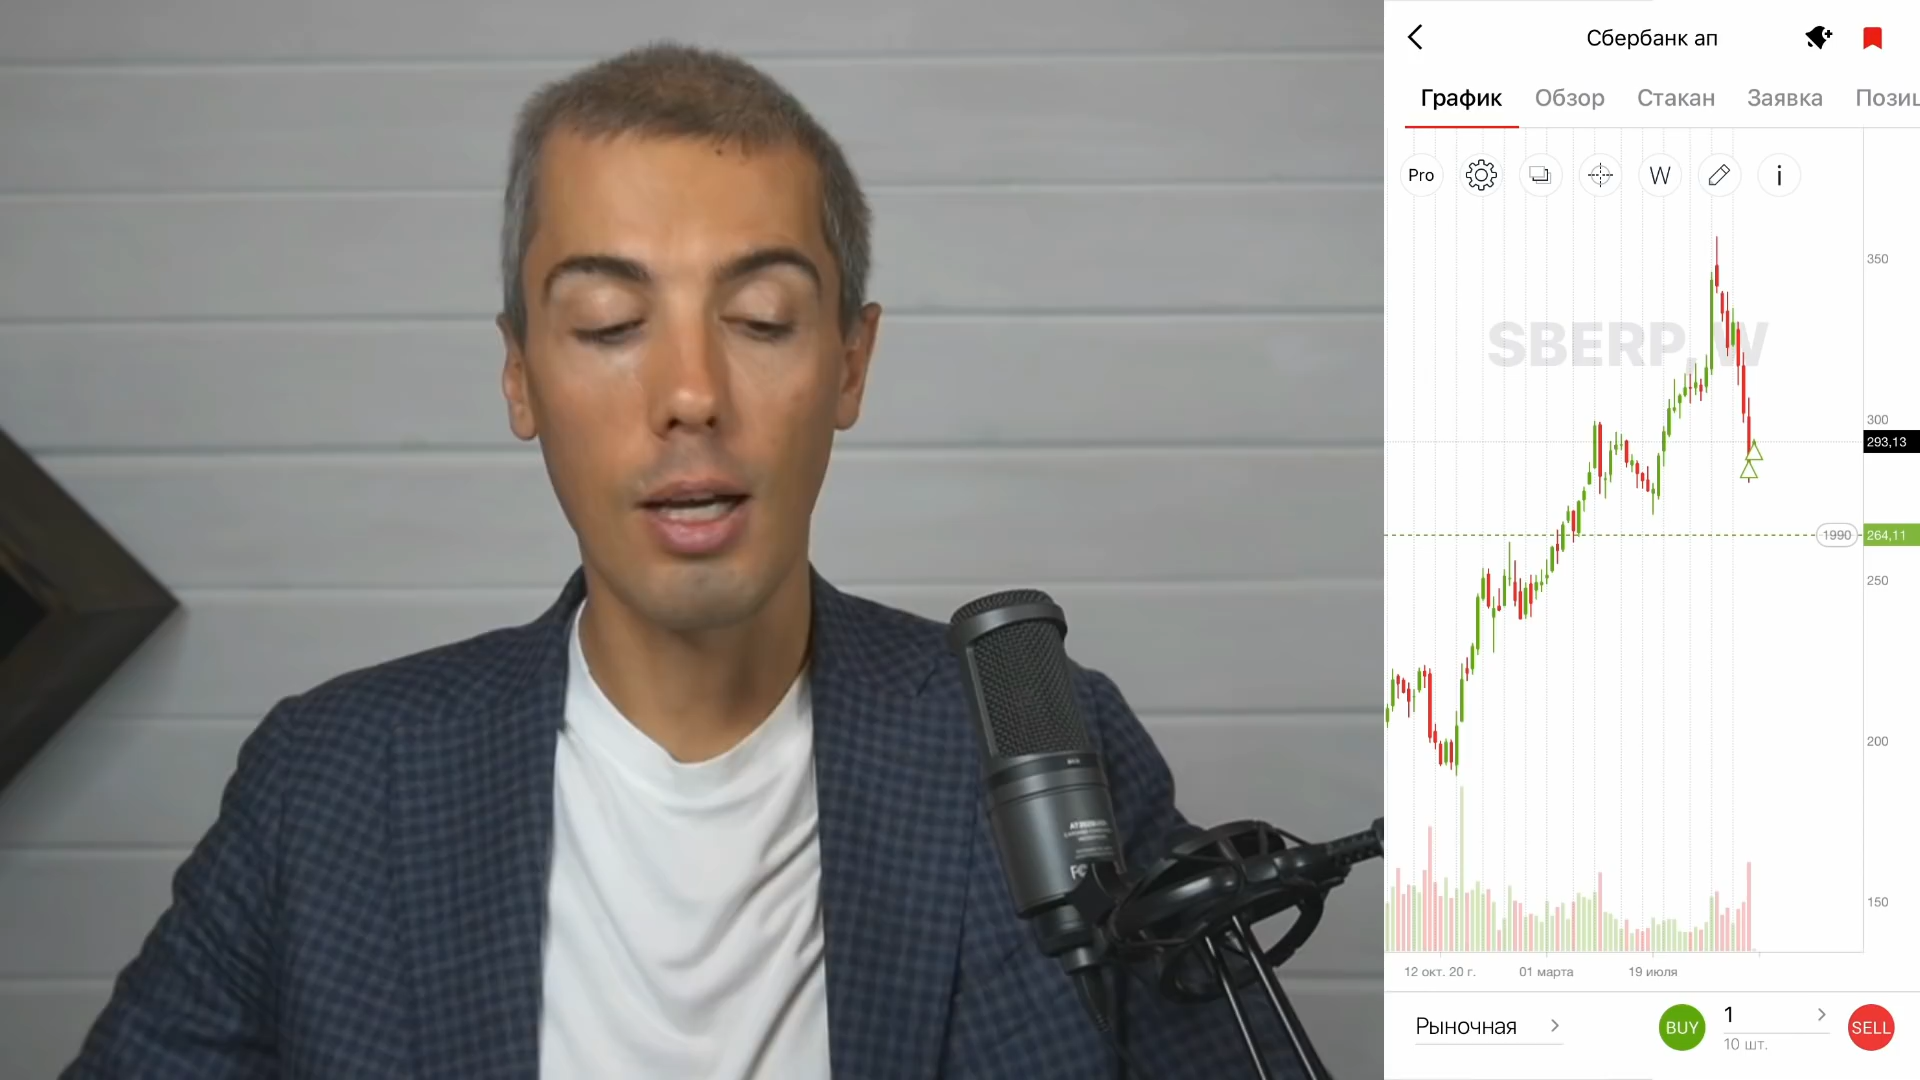 Сбербанк ап
График Обзор Стакан Заявка Позиц
Pro W i
SBERP, W
350
300
293,13
1990 264,11
250
200
150
12 окт. 20 г. 01 марта 19 июля
Рыночная BUY 1 SELL
10 шт.